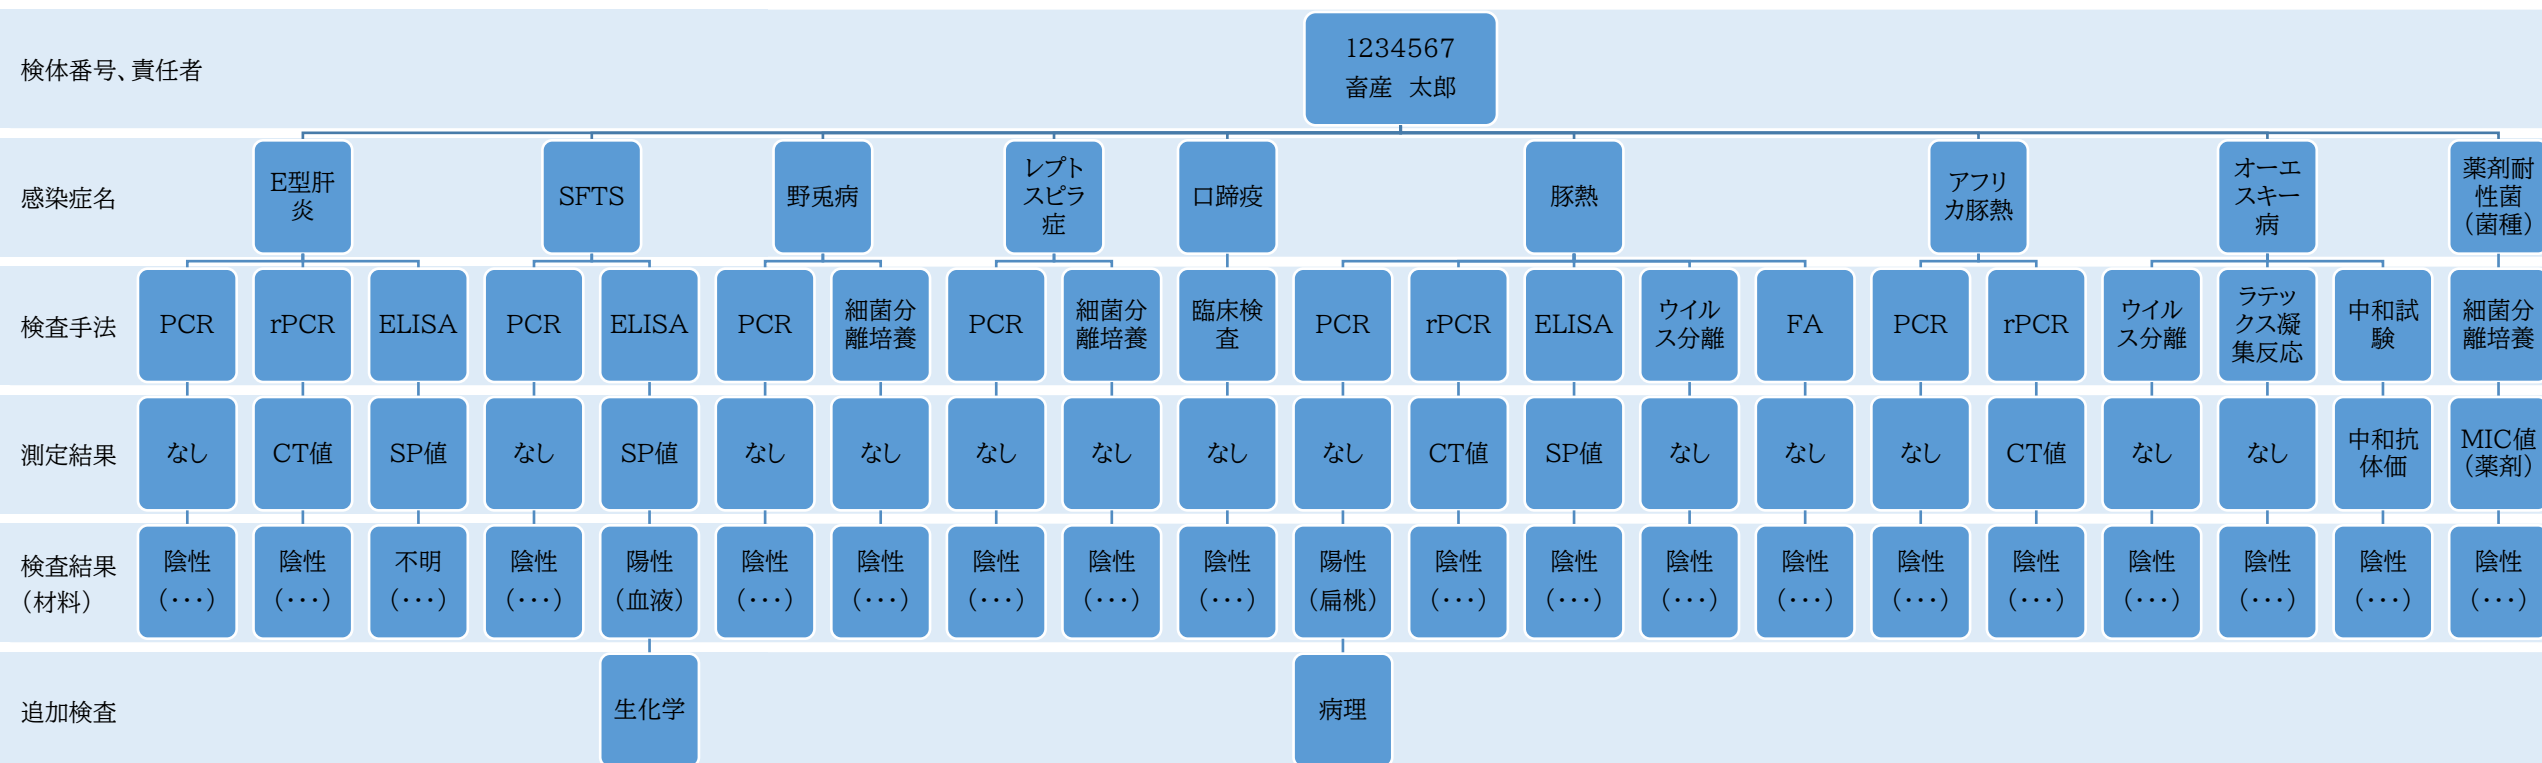 検体番号、責任者
1234567
畜産 太郎
感染症名
E型肝
炎
SFTS
野兎病
レプト
スピラ
症
口蹄疫
豚熱
アフリ
カ豚熱
オーエ
スキー
病
薬剤耐
性菌
（菌種）
検査手法
PCR
rPCR
ELISA
PCR
ELISA
PCR
細菌分
離培養
PCR
細菌分
離培養
臨床検
査
PCR
rPCR
ELISA
ウイル
ス分離
FA
PCR
rPCR
ウイル
ス分離
ラテッ
クス凝
集反応
中和試
験
細菌分
離培養
測定結果
なし
CT値
SP値
なし
SP値
なし
なし
なし
なし
なし
なし
CT値
SP値
なし
なし
なし
CT値
なし
なし
中和抗
体価
MIC値
（薬剤）
検査結果
（材料）
陰性
（･･･）
陰性
（･･･）
不明
（･･･）
陰性
（･･･）
陽性
（血液）
陰性
（･･･）
陰性
（･･･）
陰性
（･･･）
陰性
（･･･）
陰性
（･･･）
陽性
（扁桃）
陰性
（･･･）
陰性
（･･･）
陰性
（･･･）
陰性
（･･･）
陰性
（･･･）
陰性
（･･･）
陰性
（･･･）
陰性
（･･･）
陰性
（･･･）
陰性
（･･･）
追加検査
生化学
病理